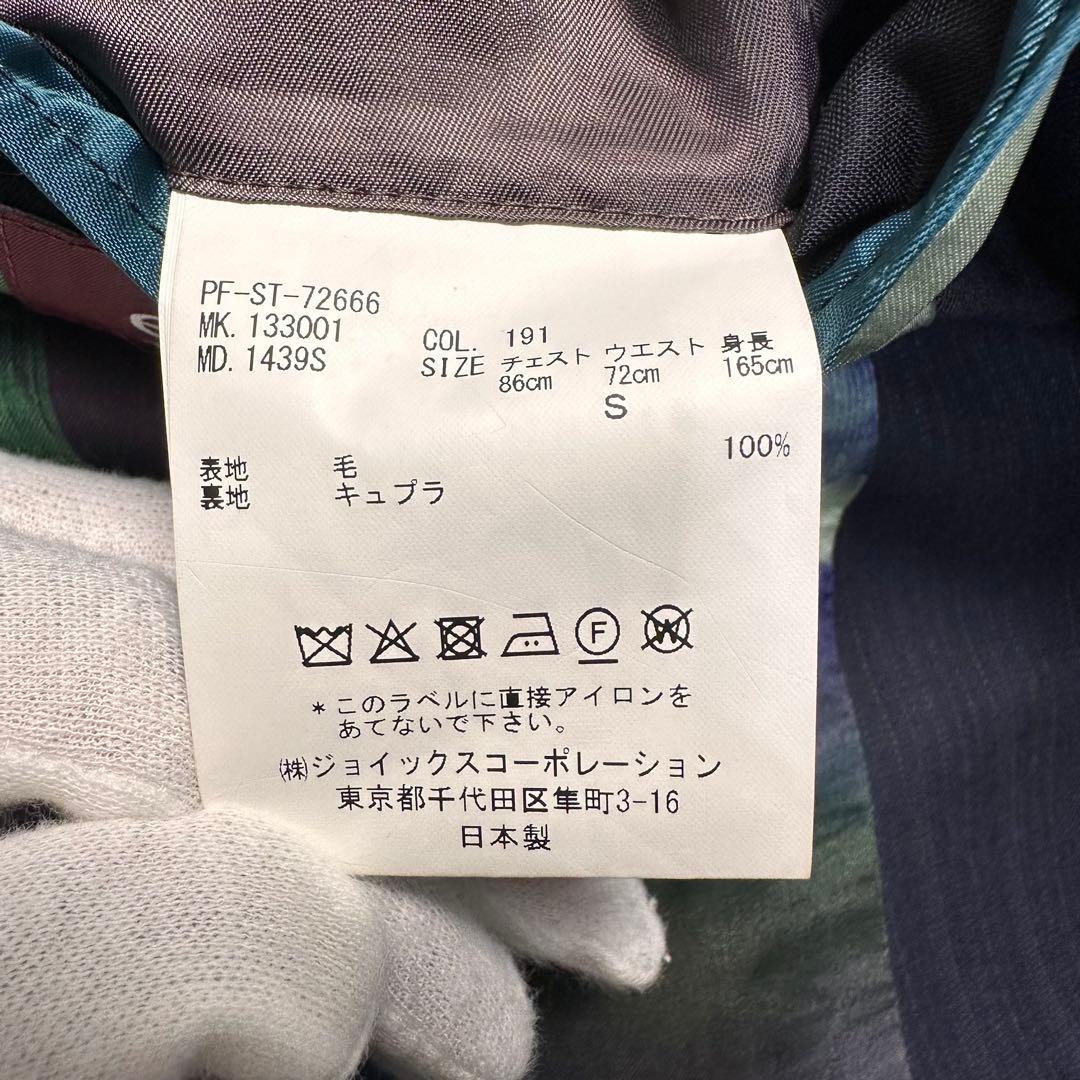 PF-ST-72666
MK. 133001
MD. 1439S
COL. 191
SIZE チェスト ウエスト 身長
86cm 72cm 165cm
S
100%
表地 毛
裏地 キュプラ
F
W
*このラベルに直接アイロンを
あてないで下さい。
㈱ジョイックスコーポレーション
東京都千代田区隼町3-16
日本製